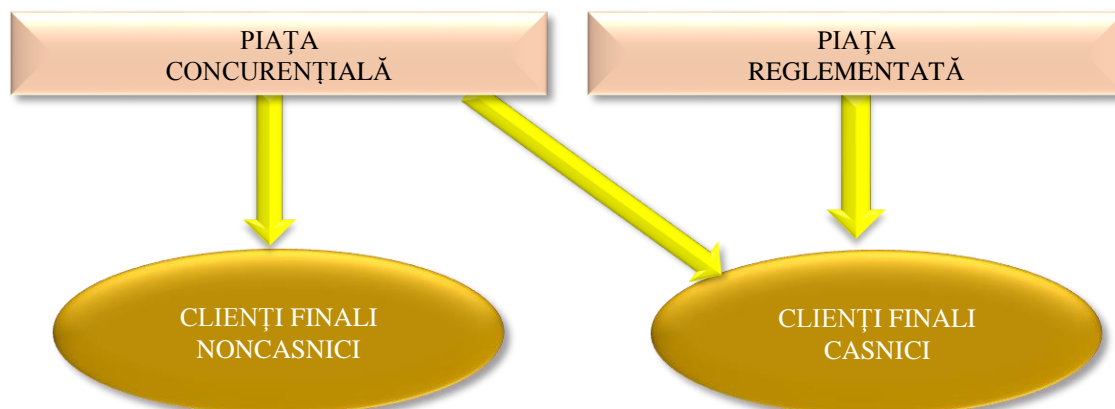 PIAȚA
CONCURENȚIALĂ
PIAȚA
REGLEMENTATĂ
CLIENȚI FINALI
NONCASNICI
CLIENȚI FINALI
CASNICI